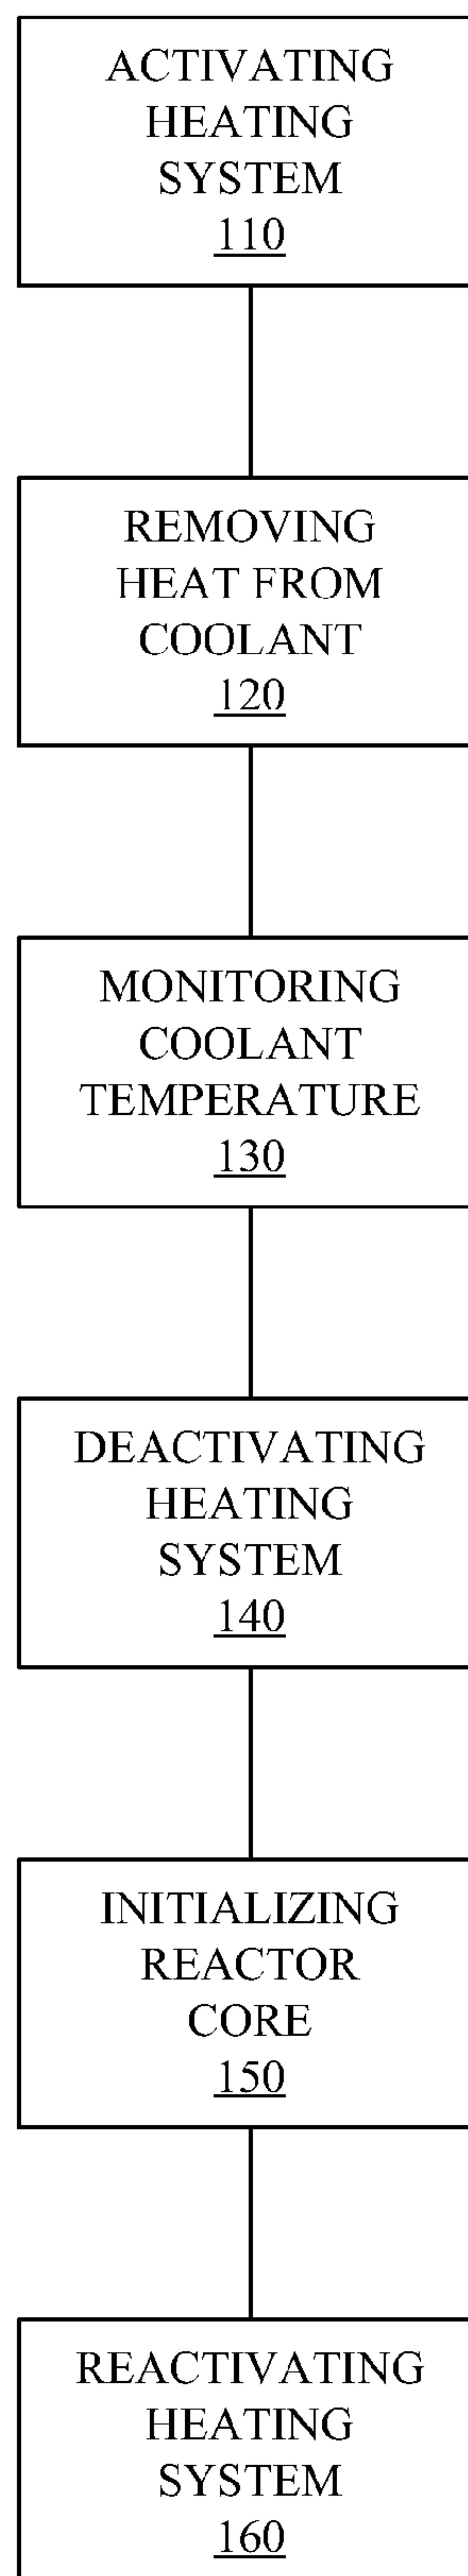 ACTIVATING
HEATING
SYSTEM
110
REMOVING
HEAT FROM
COOLANT
120
MONITORING
COOLANT
TEMPERATURE
130
DEACTIVATING
HEATING
SYSTEM
140
INITIALIZING
REACTOR
CORE
150
REACTIVATING
HEATING
SYSTEM
160